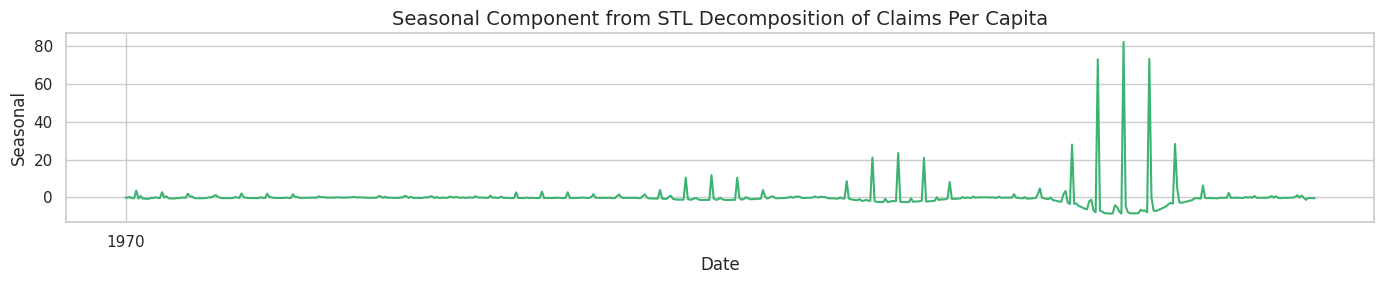 Seasonal Component from STL Decomposition of Claims Per Capita
80
60
40
20
0
Seasonal
1970
Date